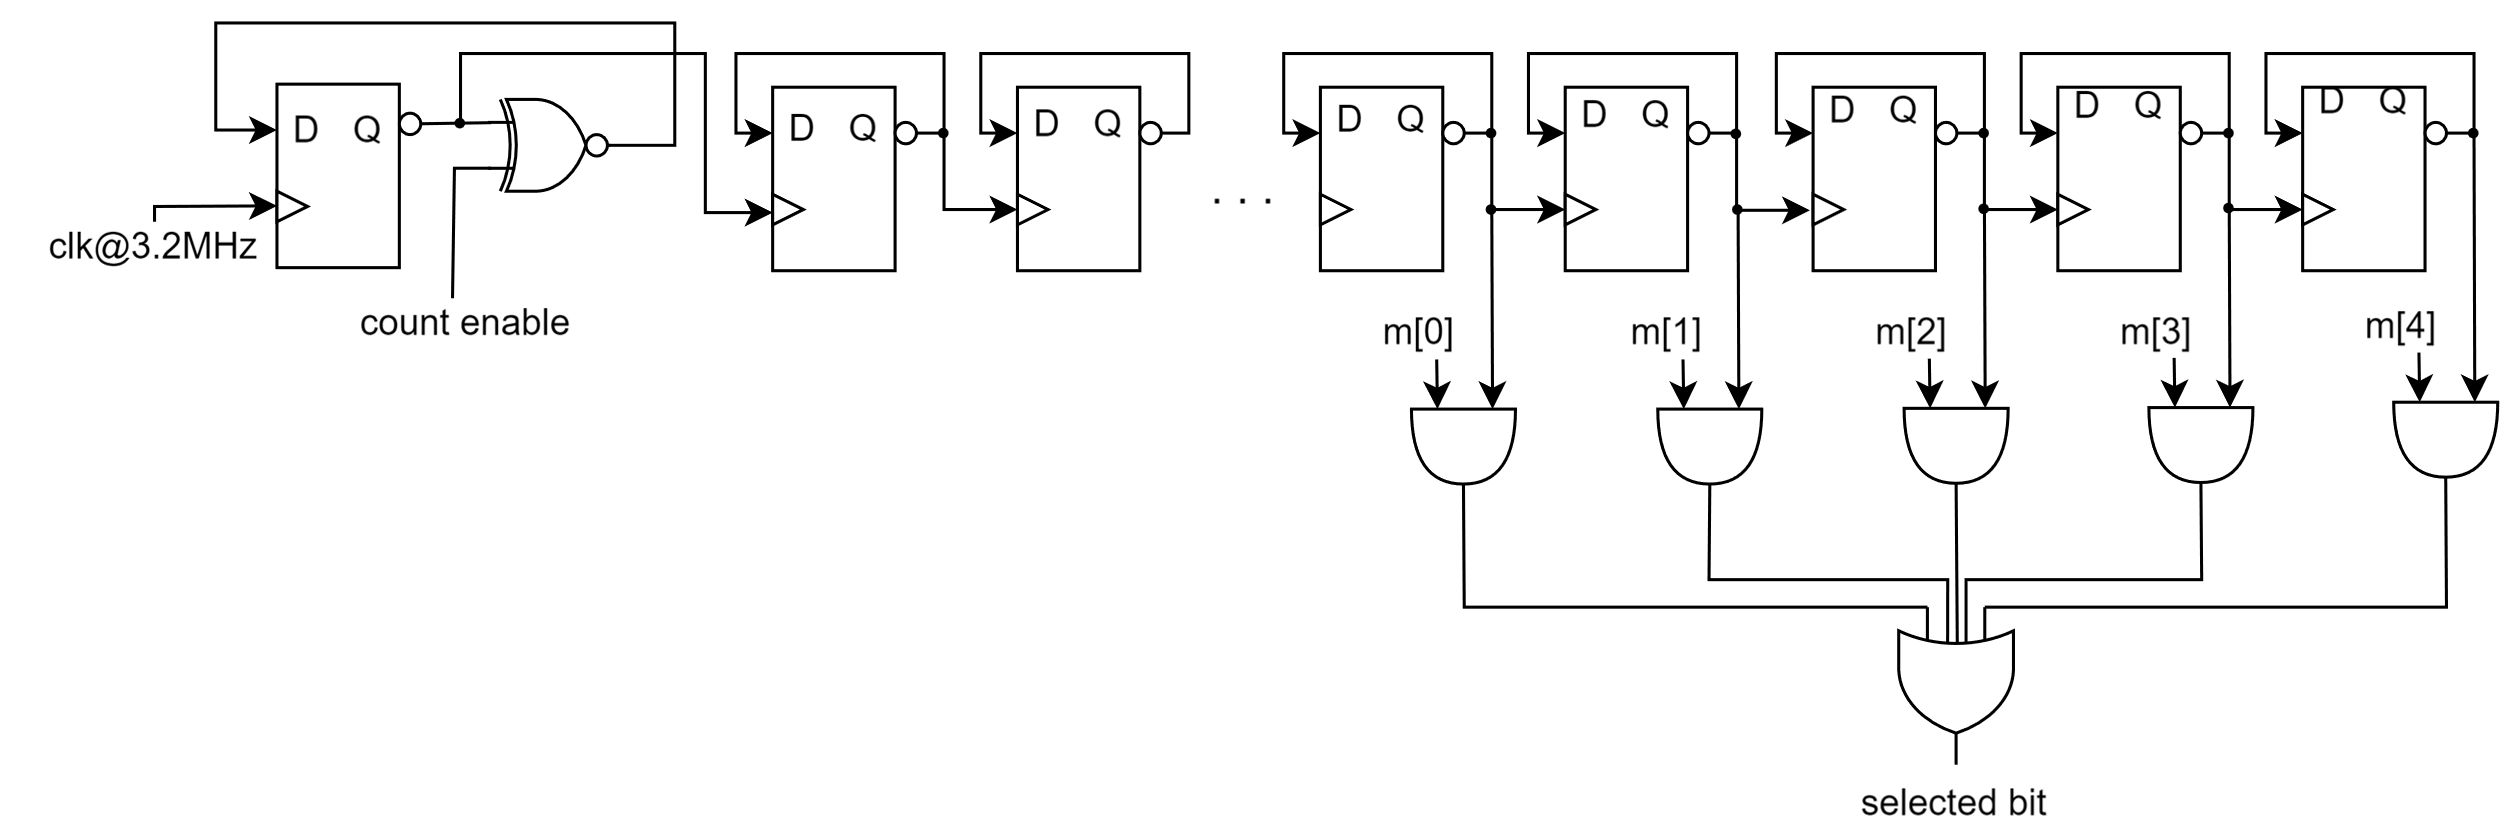 D Q
D Q
D Q
D Q
D Q
D Q
D Q
D Q
. . .
clk@3.2MHz
count enable
m[0]
m[1]
m[2]
m[3]
m[4]
selected bit